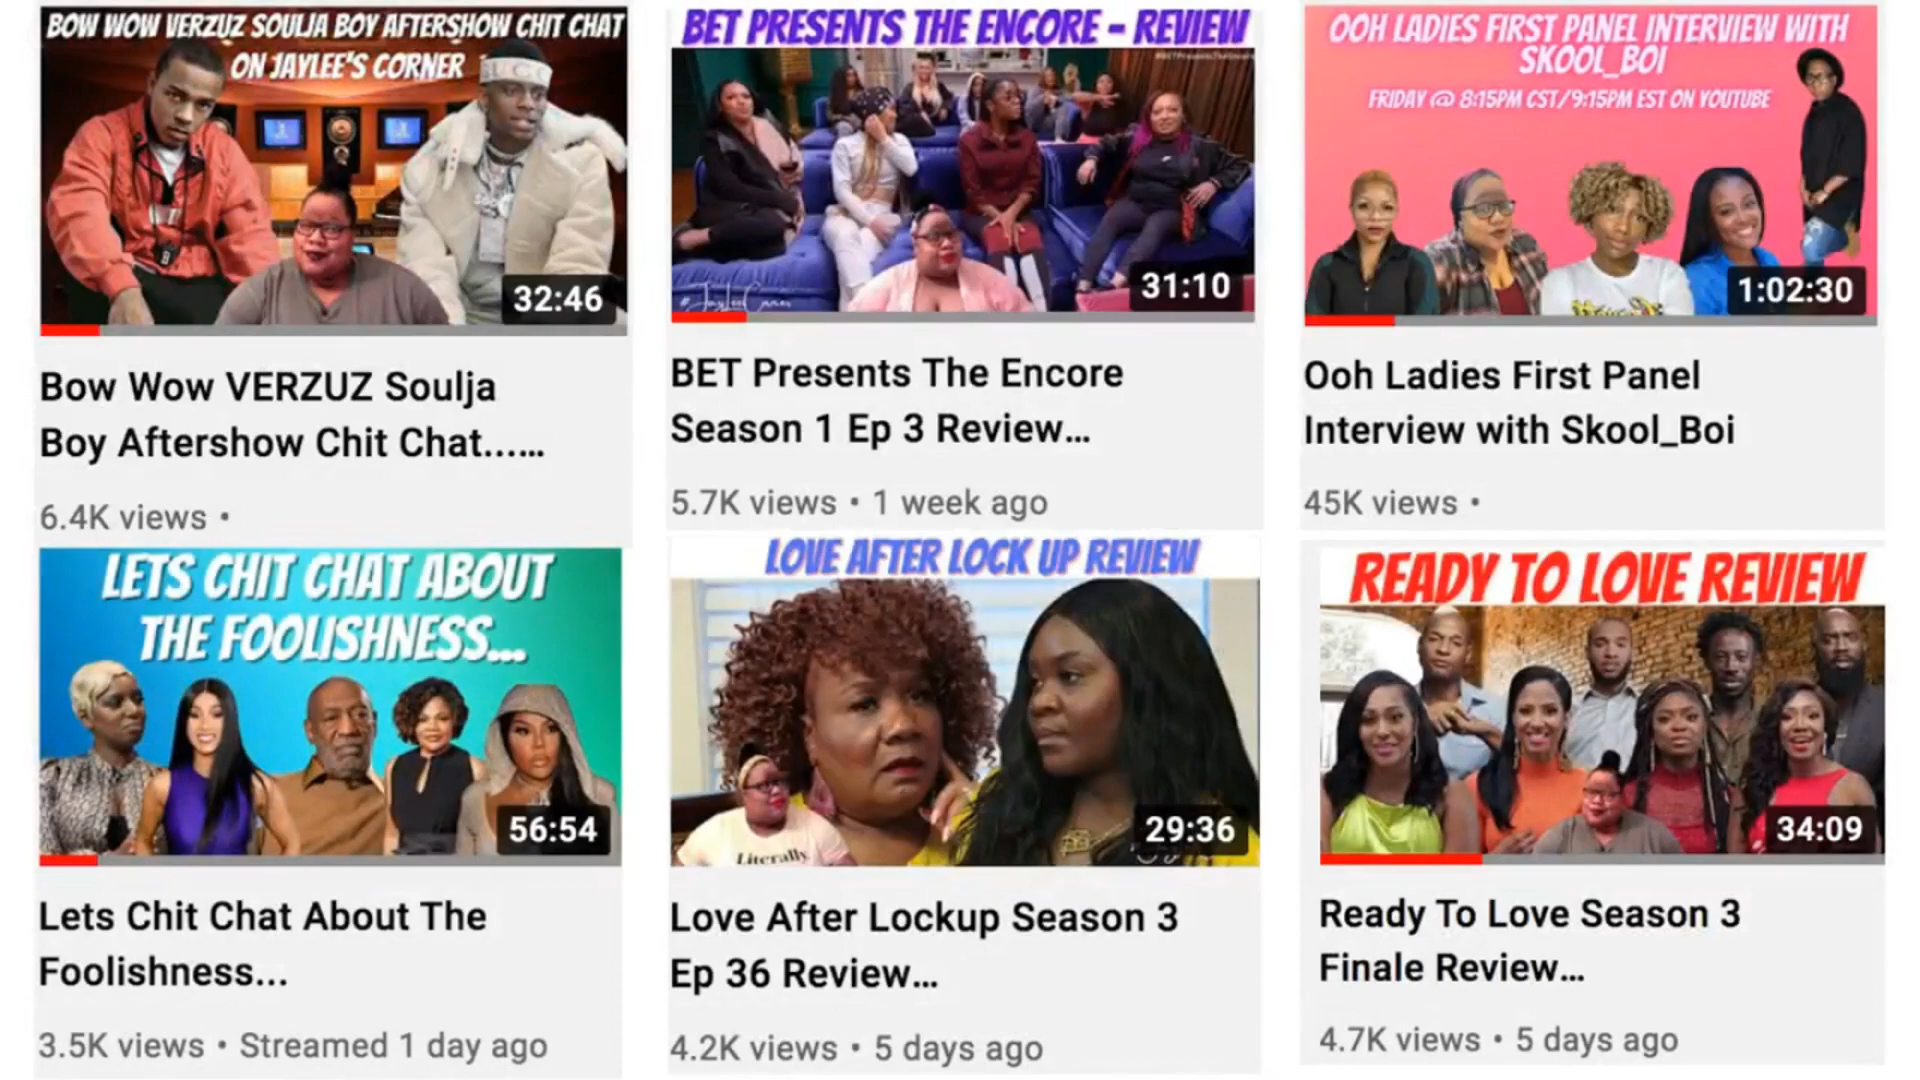 BOW WOW VERZUZ SOULJA BOY AFTERSHOW CHIT CHAT
ON JAYLEE'S CORNER
32:46
Bow Wow VERZUZ Soulja
Boy Aftershow Chit Chat......
6.4K views •
BET PRESENTS THE ENCORE - REVIEW
#BETPresentsTheEncore
31:10
BET Presents The Encore
Season 1 Ep 3 Review...
5.7K views • 1 week ago
OOH LADIES FIRST PANEL INTERVIEW WITH
SKOOL_BOI
FRIDAY @ 8:15PM CST/9:15PM EST ON YOUTUBE
1:02:30
Ooh Ladies First Panel
Interview with Skool_Boi
45K views •
LETS CHIT CHAT ABOUT
THE FOOLISHNESS...
56:54
Lets Chit Chat About The
Foolishness...
3.5K views • Streamed 1 day ago
LOVE AFTER LOCK UP REVIEW
Literally
29:36
Love After Lockup Season 3
Ep 36 Review...
4.2K views • 5 days ago
READY TO LOVE REVIEW
34:09
Ready To Love Season 3
Finale Review...
4.7K views • 5 days ago